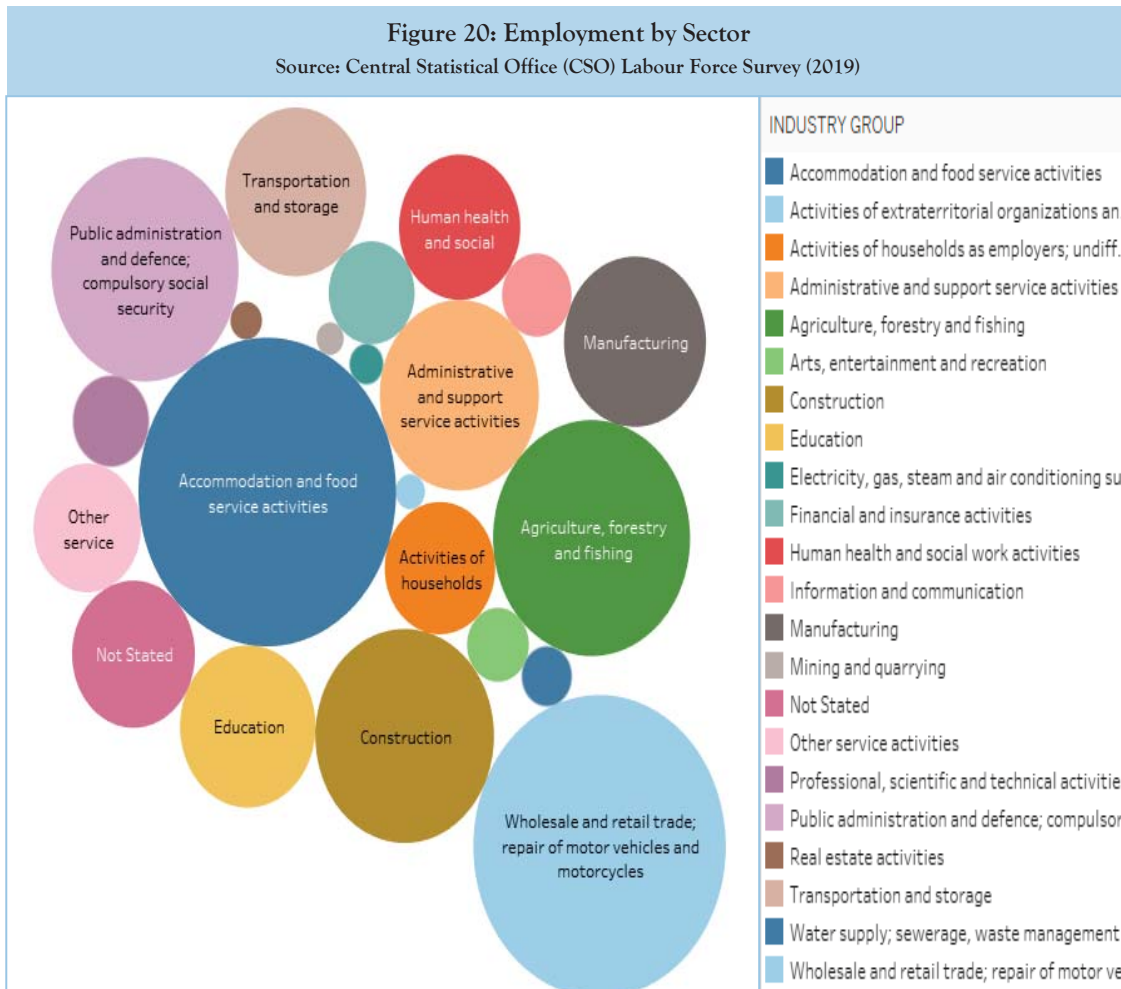 Figure 20: Employment by Sector
Source: Central Statistical Office (CSO) Labour Force Survey (2019)
Transportation
and storage
Human health
and social
Public administration
and defence;
compulsory social
security
Manufacturing
Administrative
and support
service activities
Accommodation and food
service activities
Other
service
Agriculture, forestry
and fishing
Activities of
households
Not Stated
Education
Construction
Wholesale and retail trade;
repair of motor vehicles and
motorcycles
INDUSTRY GROUP
Accommodation and food service activities
Activities of extraterritorial organizations an.
Activities of households as employers; undiff.
Administrative and support service activities
Agriculture, forestry and fishing
Arts, entertainment and recreation
Construction
Education
Electricity, gas, steam and air conditioning su
Financial and insurance activities
Human health and social work activities
Information and communication
Manufacturing
Mining and quarrying
Not Stated
Other service activities
Professional, scientific and technical activitie
Public administration and defence; compulsor
Real estate activities
Transportation and storage
Water supply; sewerage, waste management
Wholesale and retail trade; repair of motor ve